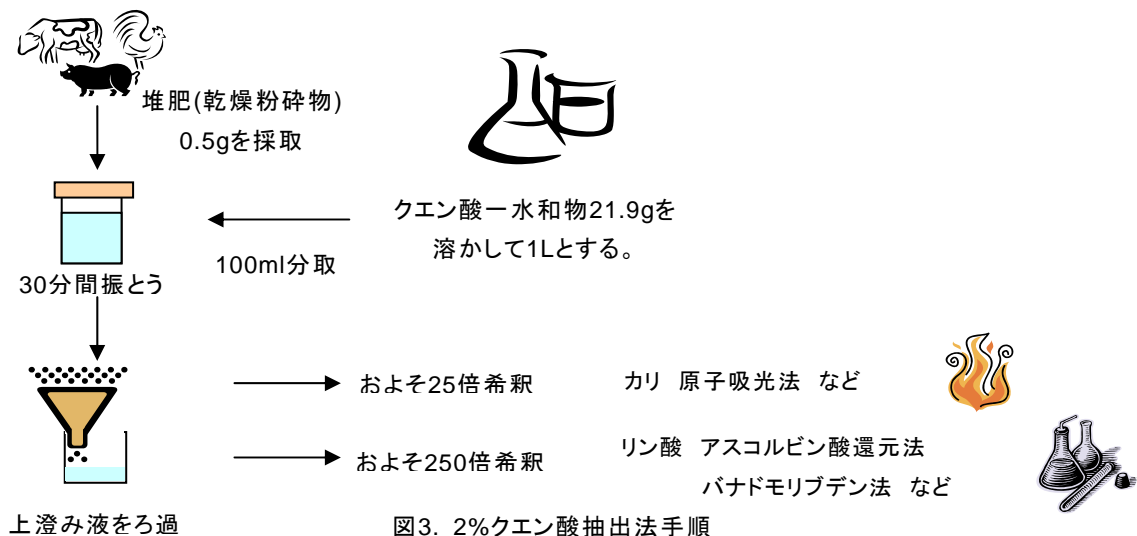 堆肥(乾燥粉砕物)
0.5gを採取
クエン酸一水和物21.9gを
溶かして1Lとする。
100ml分取
30分間振とう
およそ25倍希釈
カリ 原子吸光法 など
およそ250倍希釈
リン酸 アスコルビン酸還元法
バナドモリブデン法 など
上澄み液をろ過
図3. 2%クエン酸抽出法手順